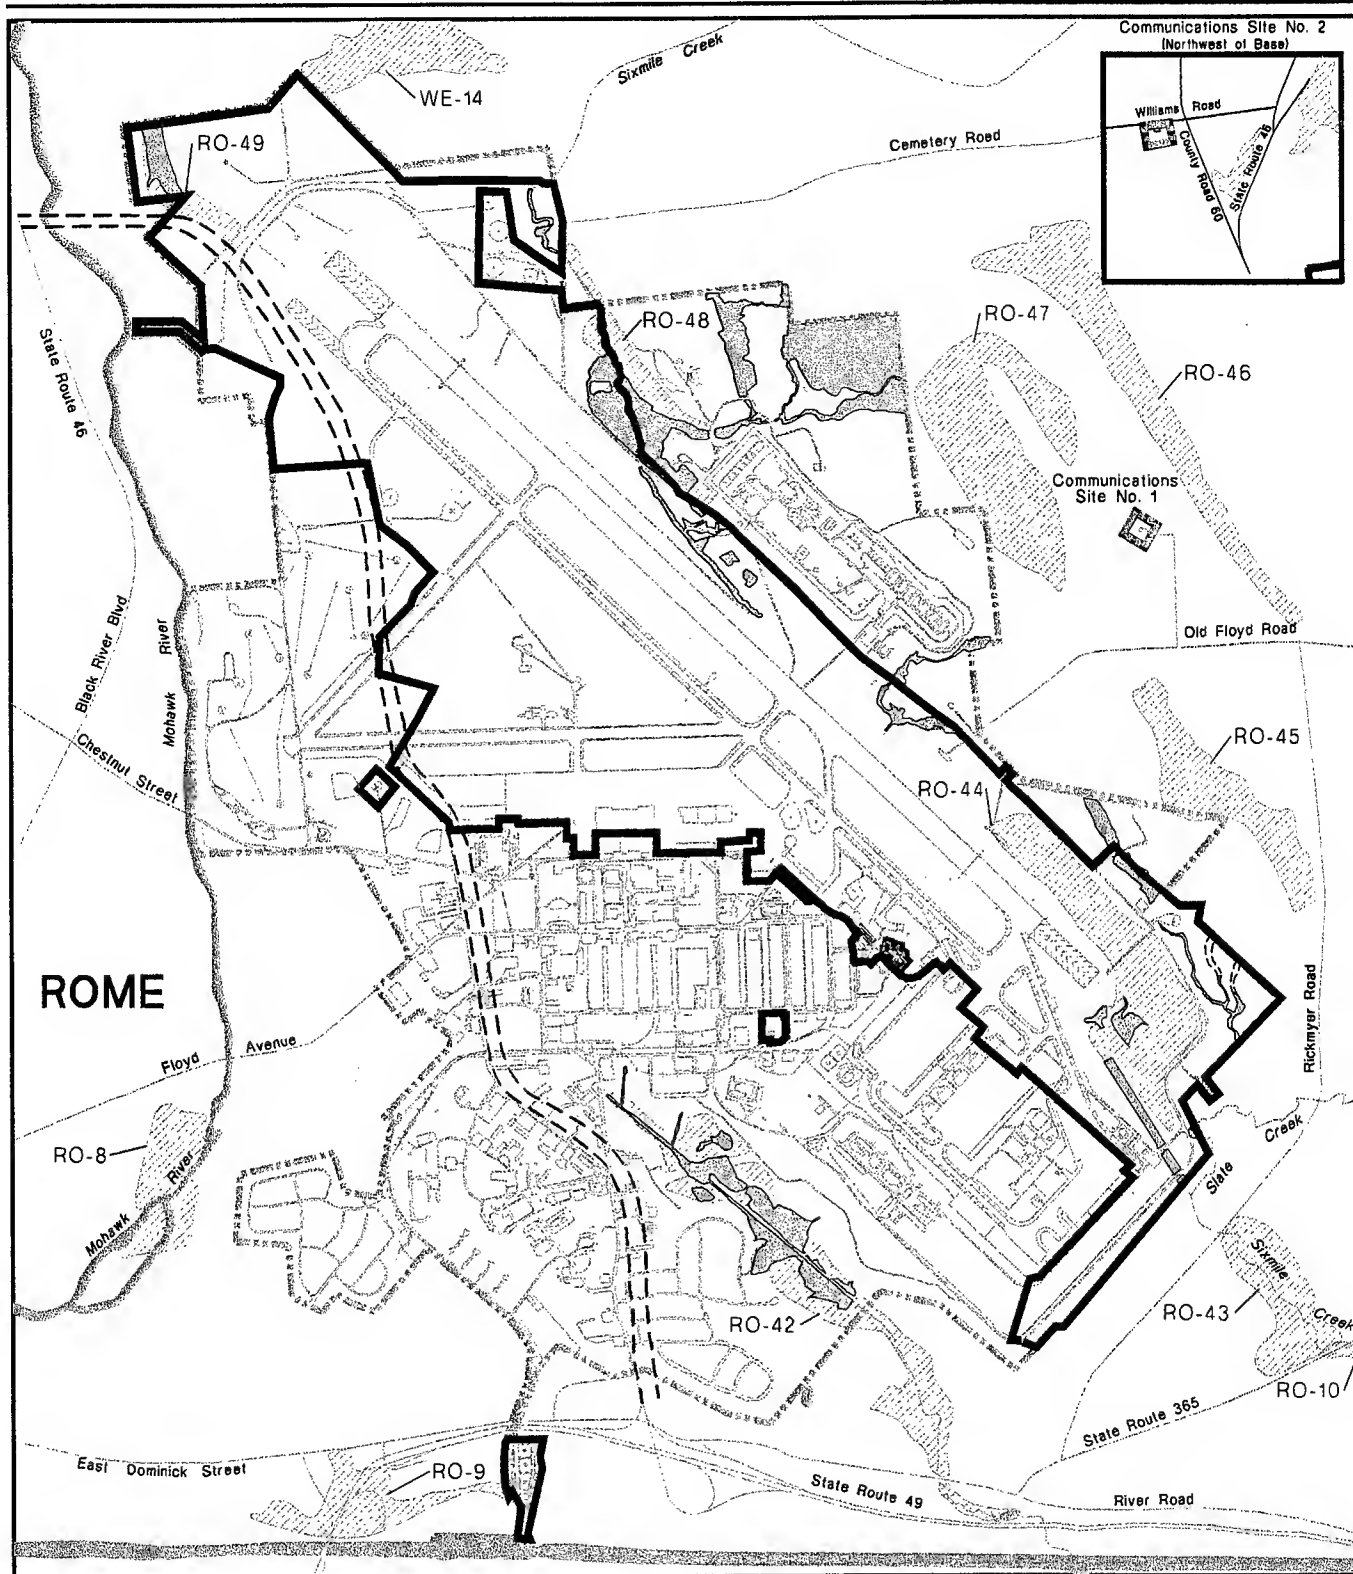 Communications Site No. 2
(Northwest of Base)
Williams Road
County Road 60
State Route 46
Sixmile Creek
WE-14
RO-49
Cemetery Road
RO-48
RO-47
RO-46
State Route 46
Communications
Site No. 1
Black River Blvd
Mohawk River
Old Floyd Road
Chestnut Street
RO-45
RO-44
ROME
Floyd Avenue
Rickmyer Road
RO-8
Mohawk River
Slate Creek
Sixmile Creek
RO-42
RO-43
RO-10
State Route 365
East Dominick Street
RO-9
State Route 49
River Road